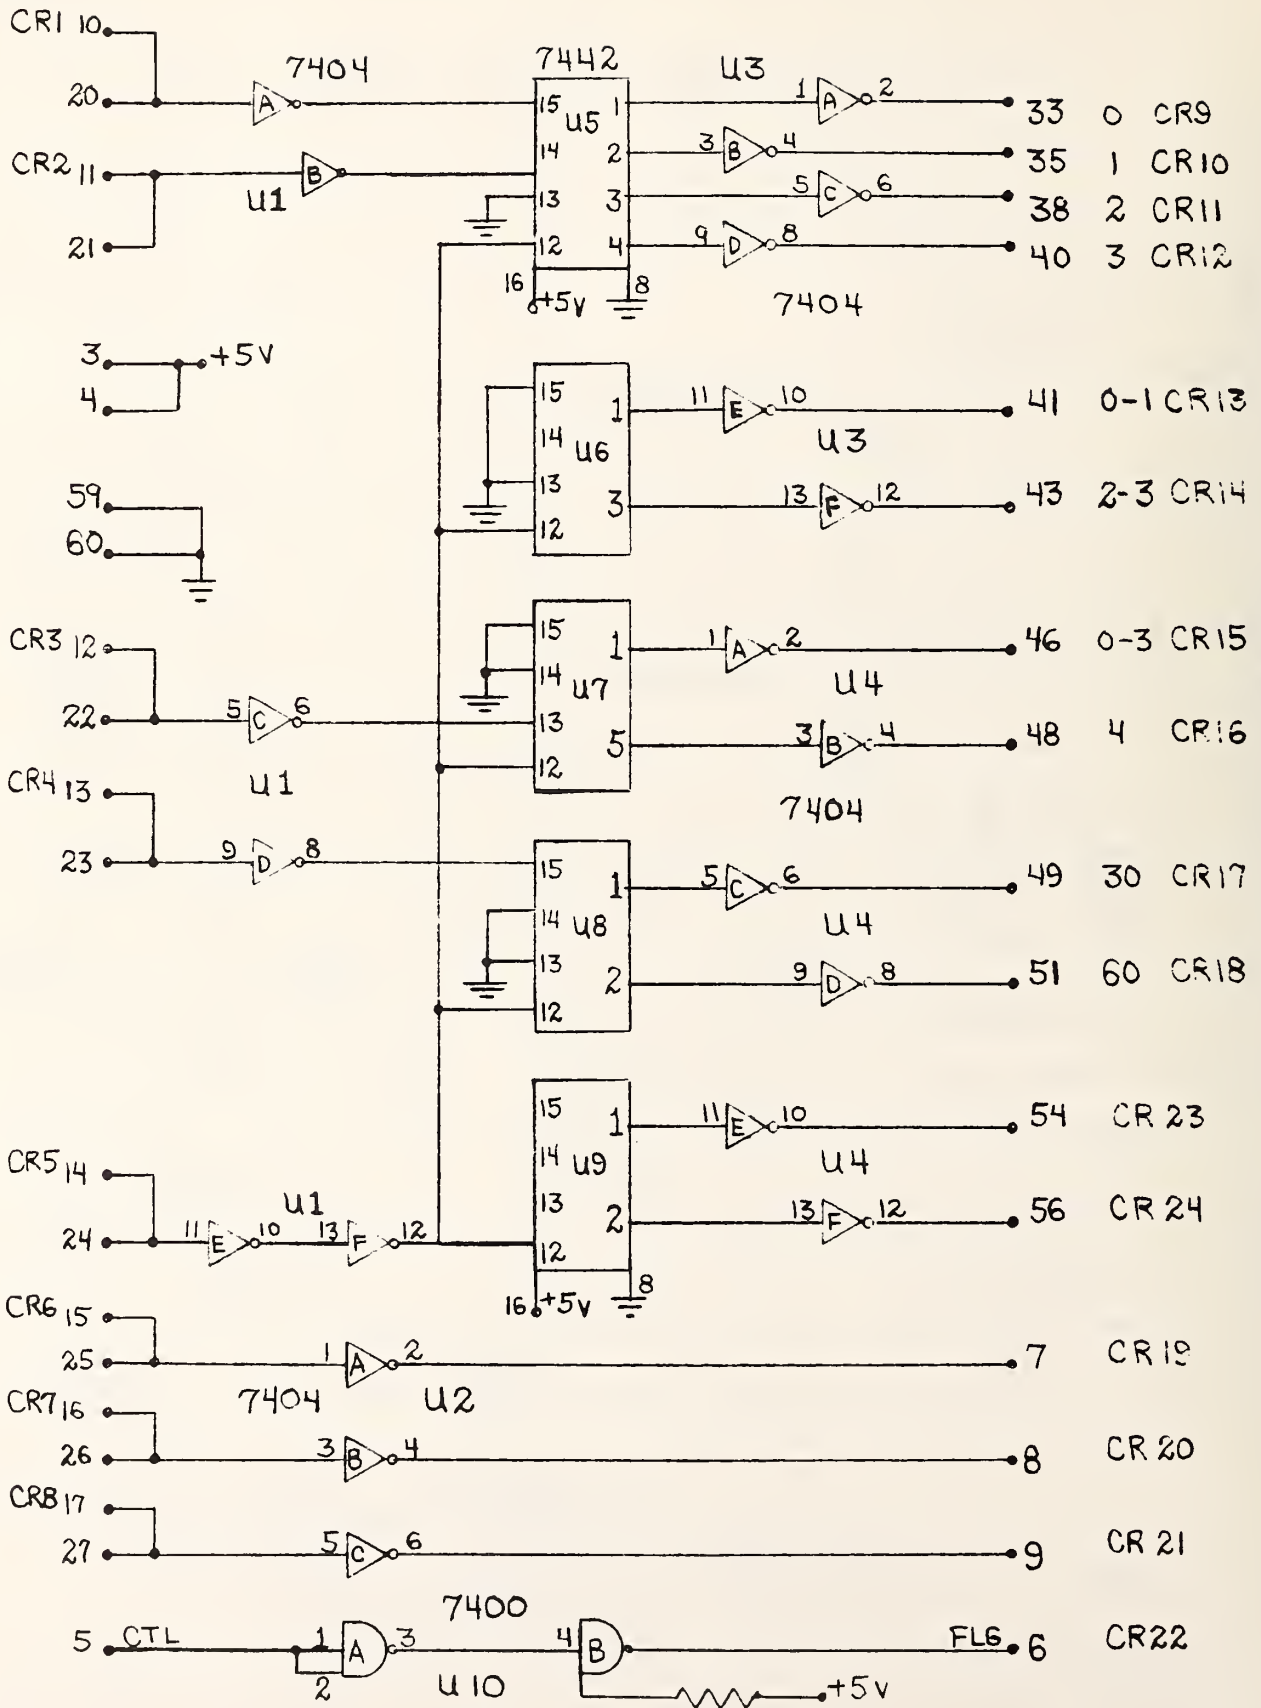 CR1 10
20
7404
A
7442
U5
15 1
14 2
13 3
12 4
16 +5V 8
U3
1 A 2
33 0 CR9
3 B 4
35 1 CR10
5 C 6
38 2 CR11
9 D 8
40 3 CR12
7404
CR2 11
21
B
U1
3
4
+5V
59
60
15
14 U6
13
12
1
3
11 E 10
41 0-1 CR13
U3
13 F 12
43 2-3 CR14
CR3 12
22
5 C 6
U1
15
14 U7
13
12
1
5
1 A 2
46 0-3 CR15
U4
3 B 4
48 4 CR16
7404
CR4 13
23
9 D 8
15
14 U8
13
12
1
2
5 C 6
49 30 CR17
U4
9 D 8
51 60 CR18
CR5 14
24
U1
11 E 10 13 F 12
15
14 U9
13
12
1
2
16 +5V 8
11 E 10
54 CR 23
U4
13 F 12
56 CR 24
CR6 15
25
1 A 2
7 CR 19
7404 U2
CR7 16
26
3 B 4
8 CR 20
CR8 17
27
5 C 6
9 CR 21
7400
5 CTL
1 A 3
2
U10
4 B
FLG 6 CR22
+5V